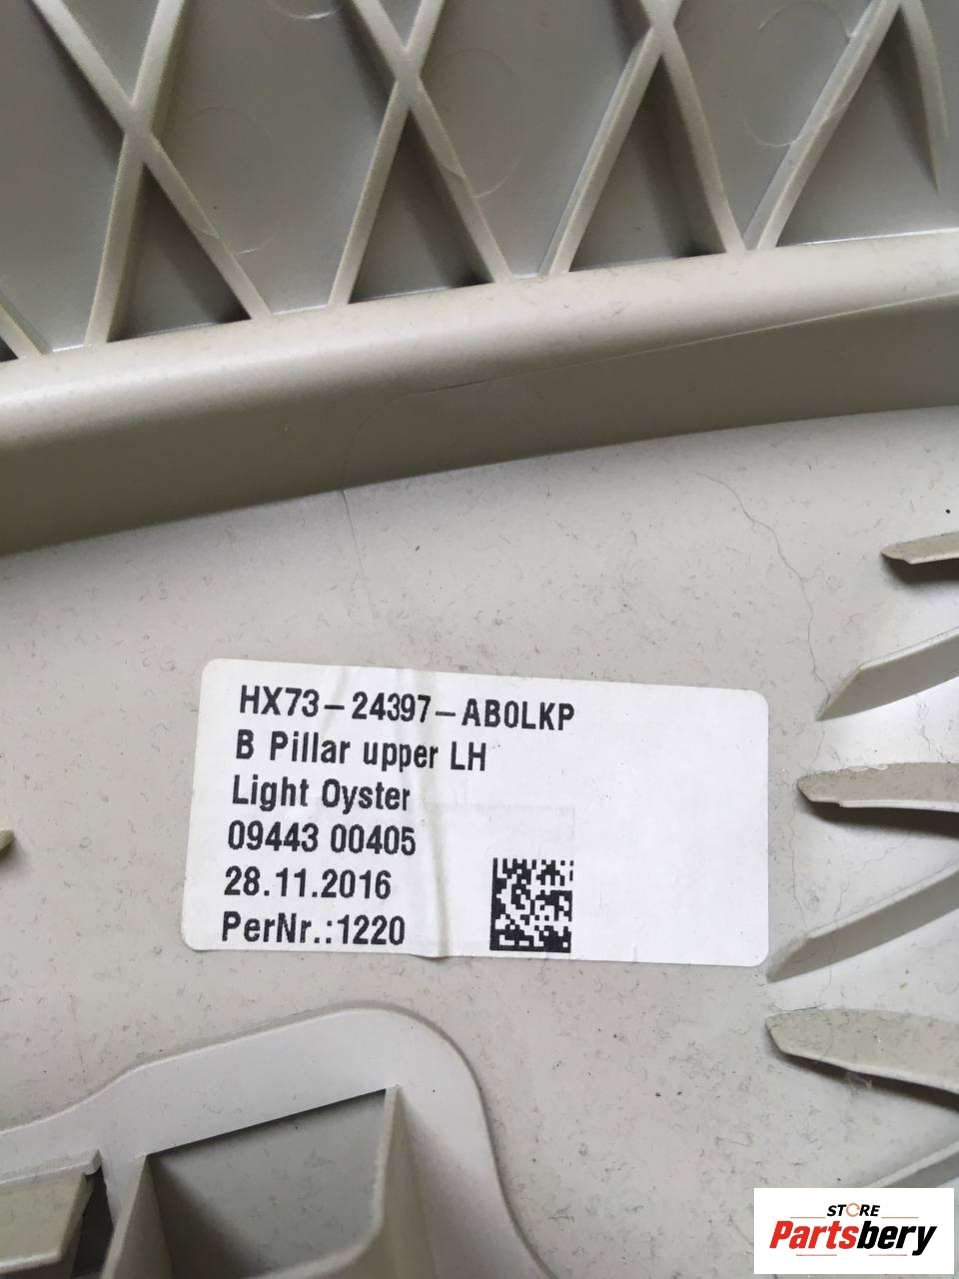 HX73-24397-AB0LKP
B Pillar upper LH
Light Oyster
09443 00405
28.11.2016
PerNr.:1220
STORE
Partsbery